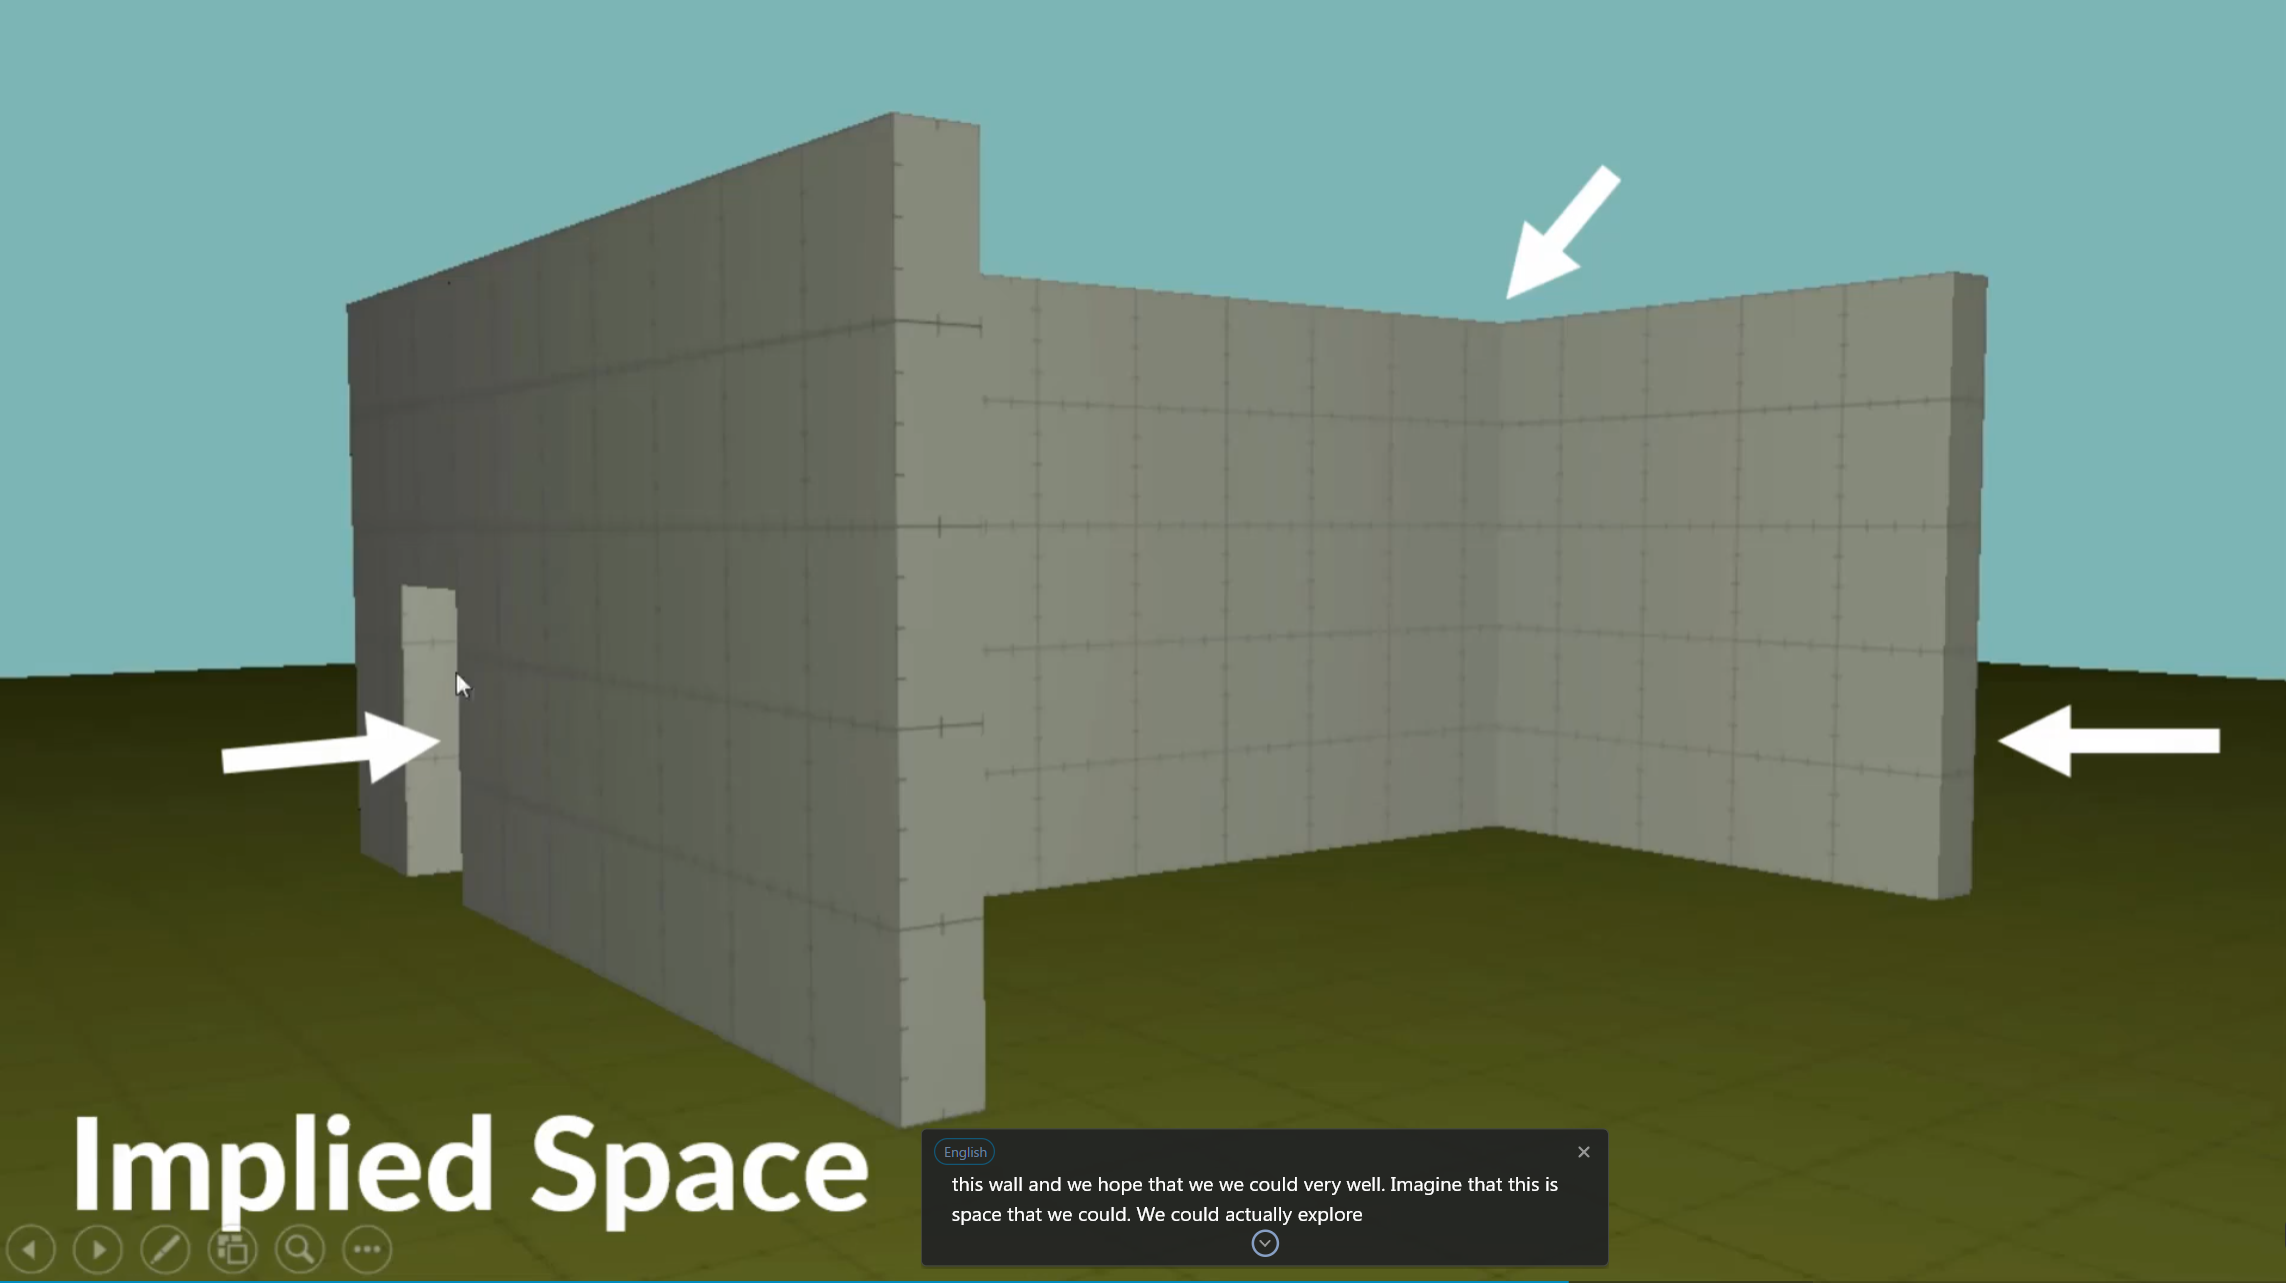 Implied Space
English
this wall and we hope that we we could very well. Imagine that this is
space that we could. We could actually explore